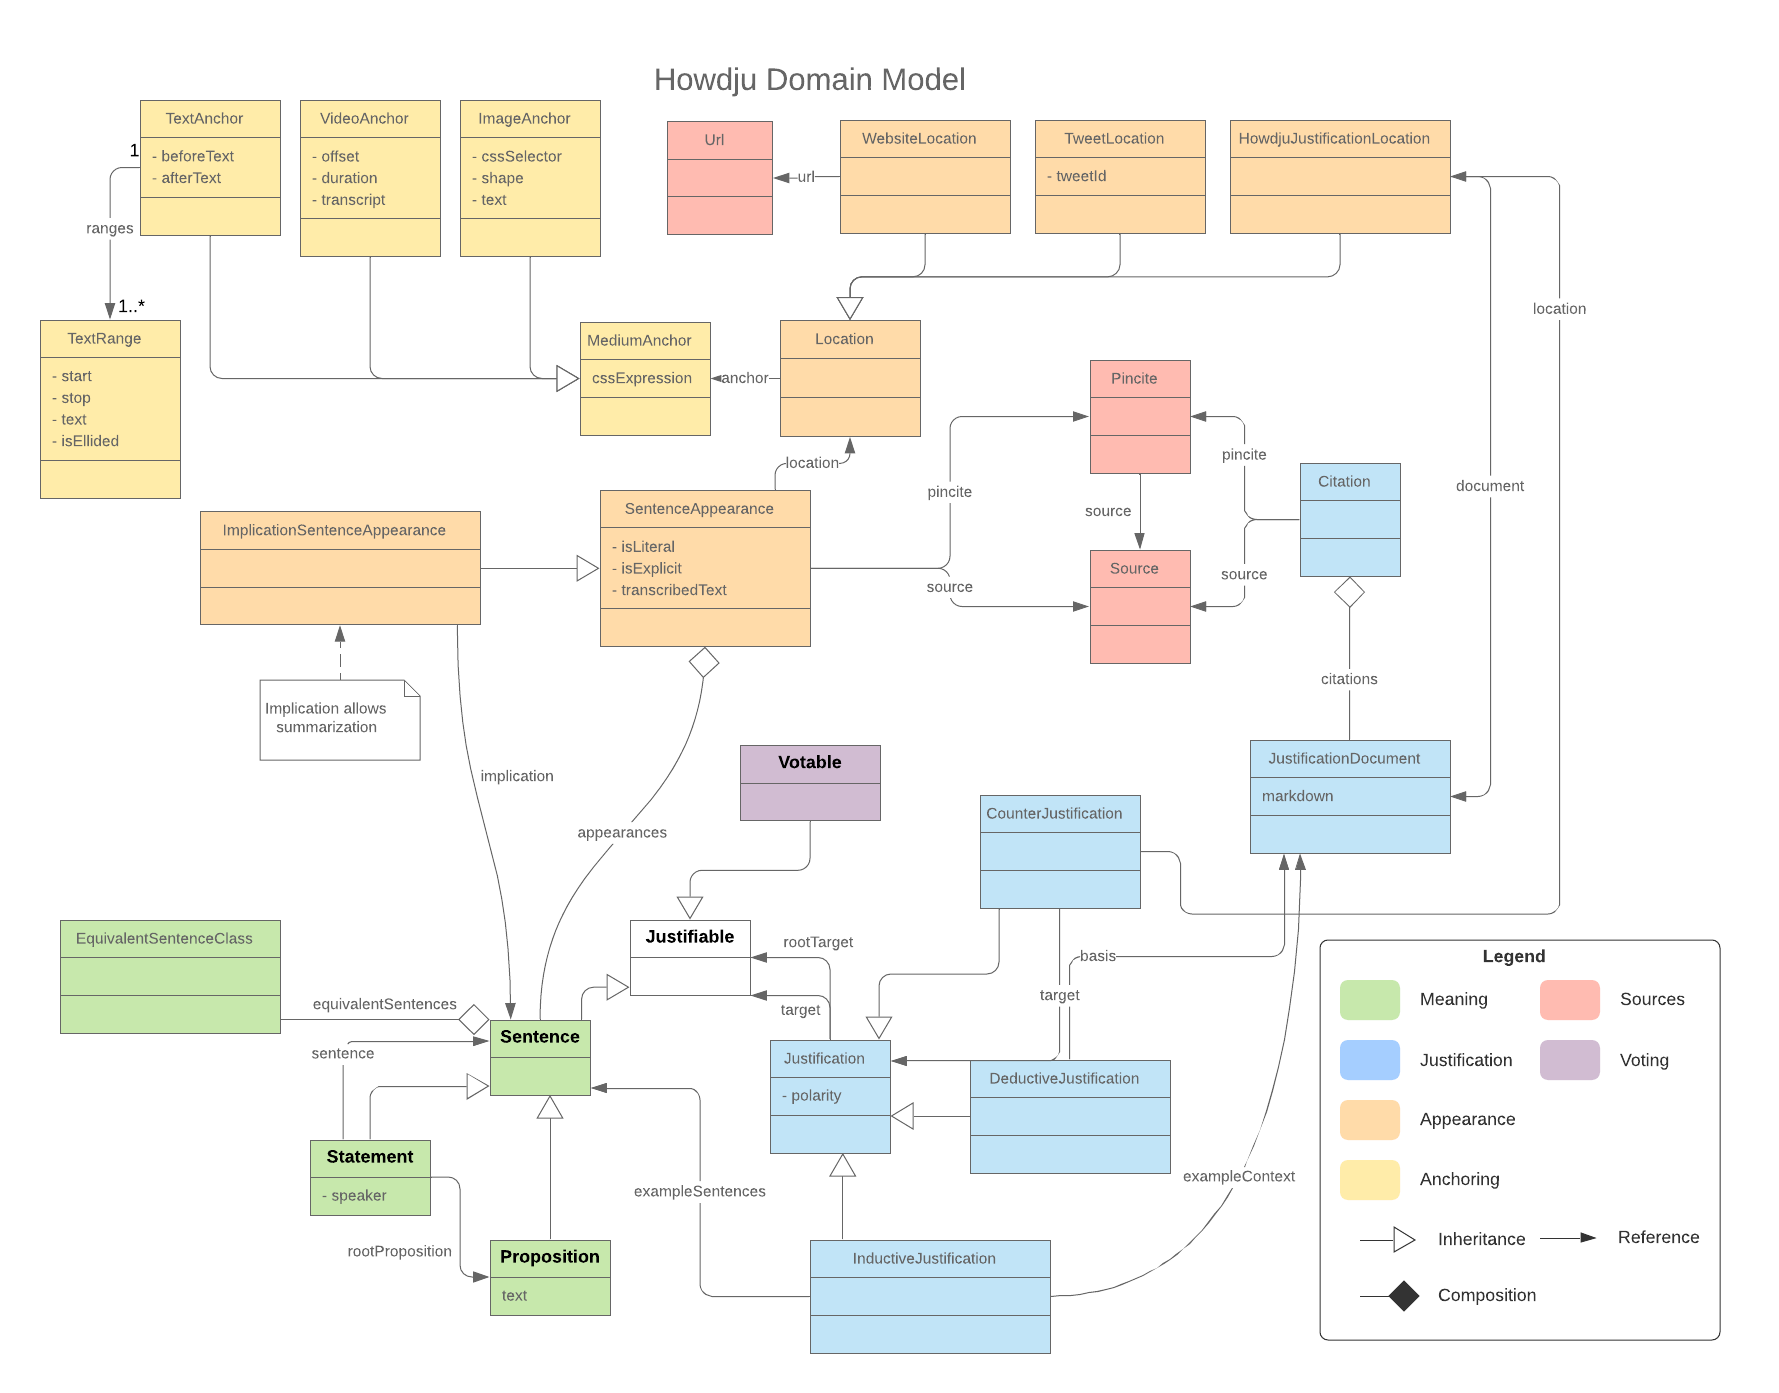 Howdju Domain Model
TextAnchor
- beforeText
- afterText
VideoAnchor
- offset
- duration
- transcript
ImageAnchor
- cssSelector
- shape
- text
Url
WebsiteLocation
TweetLocation
- tweetId
HowdjuJustificationLocation
1
url
ranges
1..*
location
TextRange
- start
- stop
- text
- isEllided
MediumAnchor
cssExpression
anchor
Location
Pincite
location
pincite
pincite
Citation
document
ImplicationSentenceAppearance
SentenceAppearance
- isLiteral
- isExplicit
- transcribedText
source
Source
source
source
Implication allows
summarization
citations
implication
Votable
JustificationDocument
markdown
appearances
CounterJustification
EquivalentSentenceClass
Justifiable
rootTarget
basis
target
target
equivalentSentences
Sentence
sentence
Justification
- polarity
DeductiveJustification
Statement
- speaker
exampleSentences
exampleContext
rootProposition
Proposition
text
InductiveJustification
Legend
Meaning
Sources
Justification
Voting
Appearance
Anchoring
Inheritance
Reference
Composition